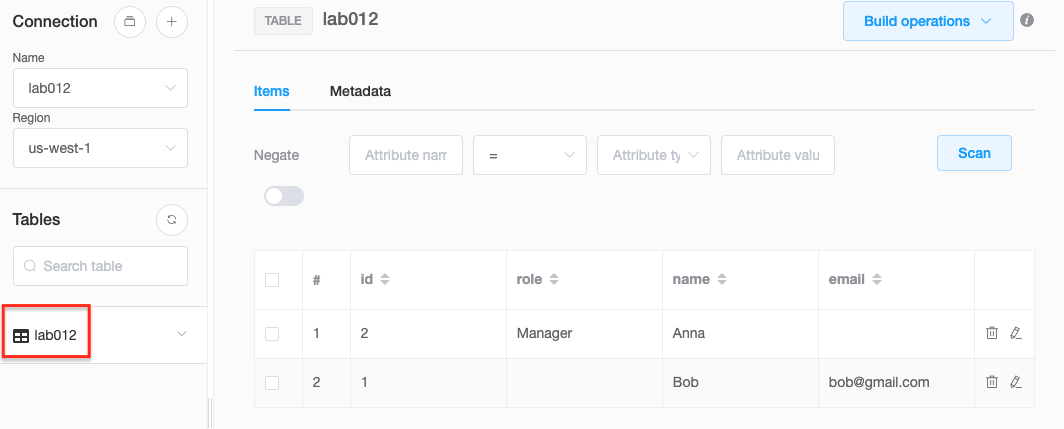 Connection
Name
lab012
Region
us-west-1
Tables
Search table
lab012
TABLE lab012
Build operations
Items Metadata
Negate Attribute nam = Attribute ty Attribute valu Scan
# id role name email
1 2 Manager Anna
2 1 Bob bob@gmail.com